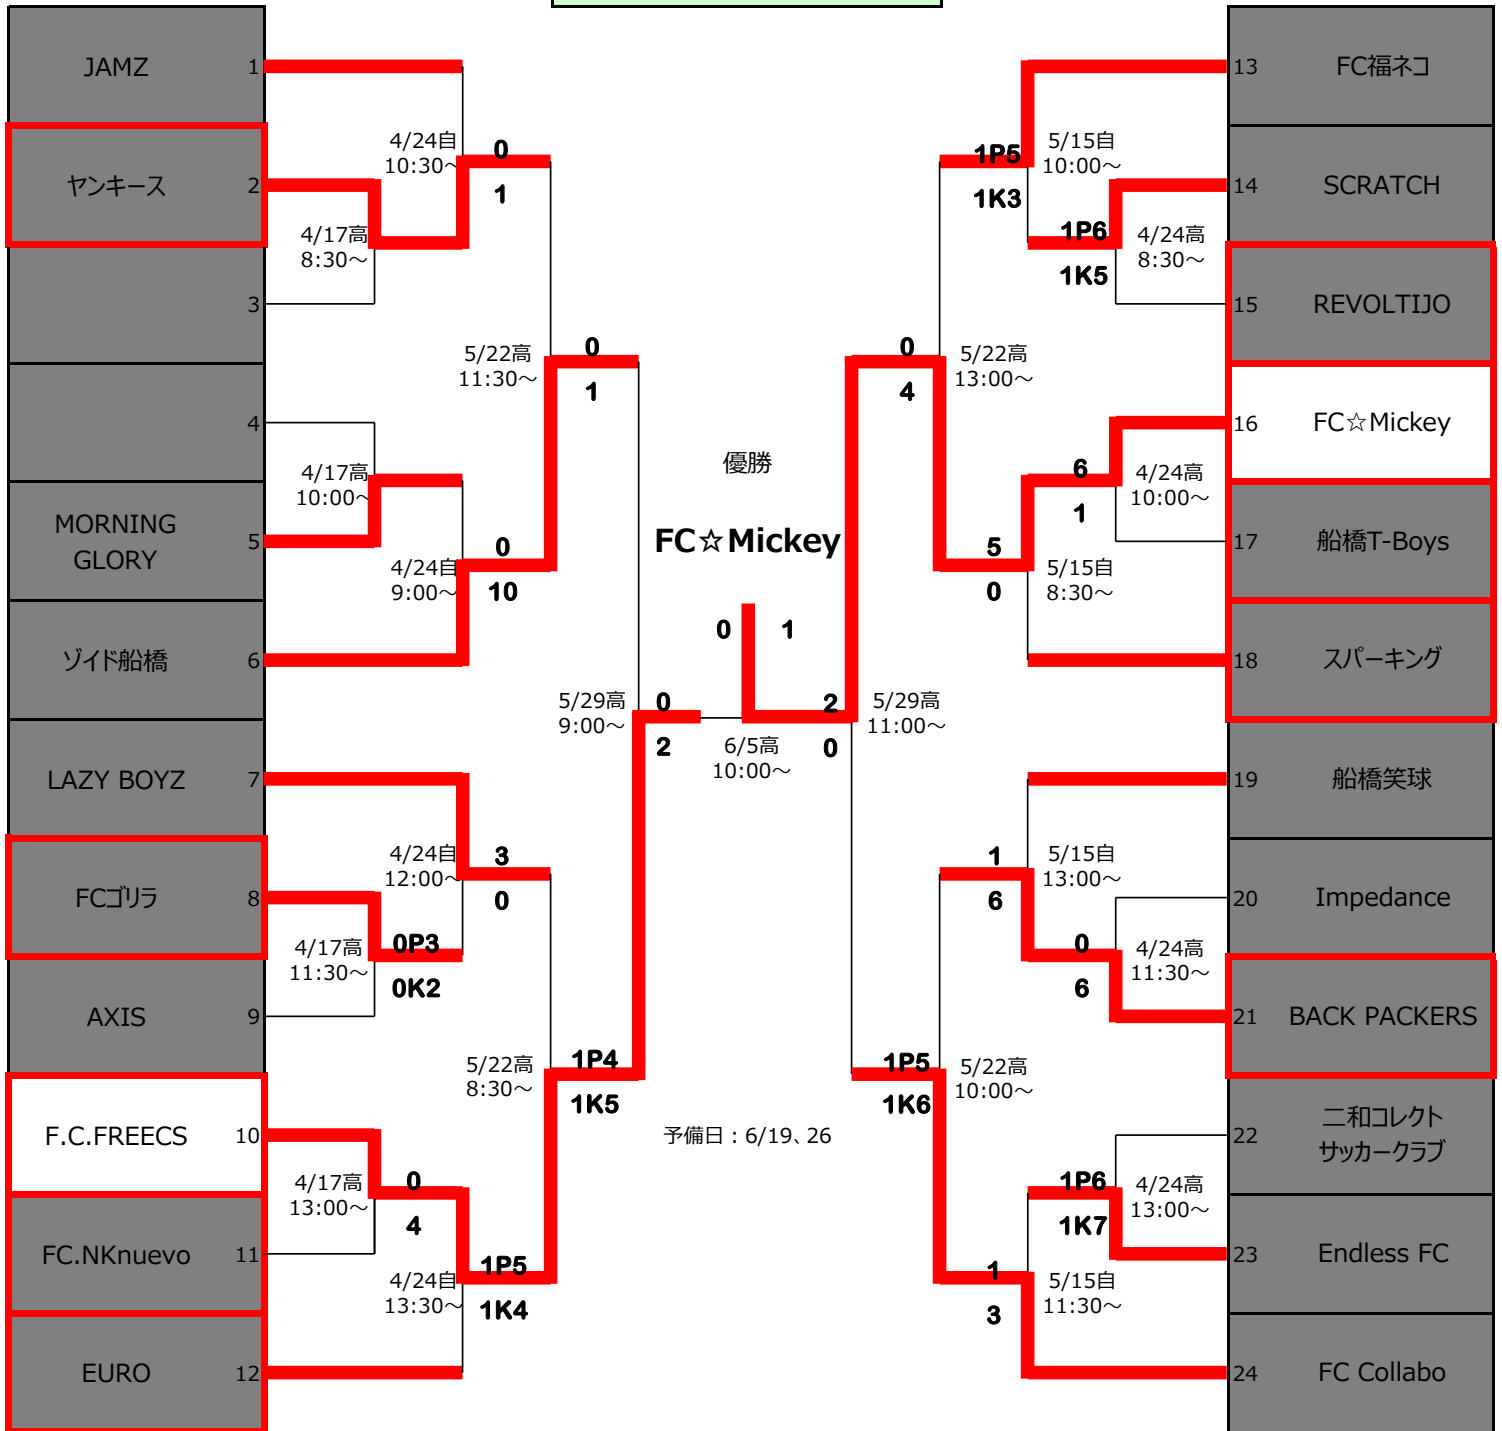 JAMZ 1
ヤンキース 2
3
4
MORNING
GLORY 5
ゾイド船橋 6
LAZY BOYZ 7
FCゴリラ 8
AXIS 9
F.C.FREECS 10
FC.NKnuevo 11
EURO 12
4/17高
8:30～
4/17高
10:00～
4/17高
11:30～
0P3
0K2
4/17高
13:00～
0
4
4/24自
10:30～
0
1
4/24自
9:00～
0
10
4/24自
12:00～
3
0
4/24自
13:30～
1P5
1K4
5/22高
11:30～
0
1
5/22高
8:30～
1P4
1K5
5/29高
9:00～
0
2
優勝
FC☆Mickey
0 1
6/5高
10:00～
予備日：6/19、26
2
0
5/29高
11:00～
0
4
5/22高
13:00～
1P5
1K6
5/22高
10:00～
1P5
1K3
5/15自
10:00～
5
0
5/15自
8:30～
1
6
5/15自
13:00～
1
3
5/15自
11:30～
1P6
1K5
4/24高
8:30～
6
1
4/24高
10:00～
0
6
4/24高
11:30～
1P6
1K7
4/24高
13:00～
13 FC福ネコ
14 SCRATCH
15 REVOLTIJO
16 FC☆Mickey
17 船橋T-Boys
18 スパーキング
19 船橋笑球
20 Impedance
21 BACK PACKERS
22 二和コレクト
サッカークラブ
23 Endless FC
24 FC Collabo